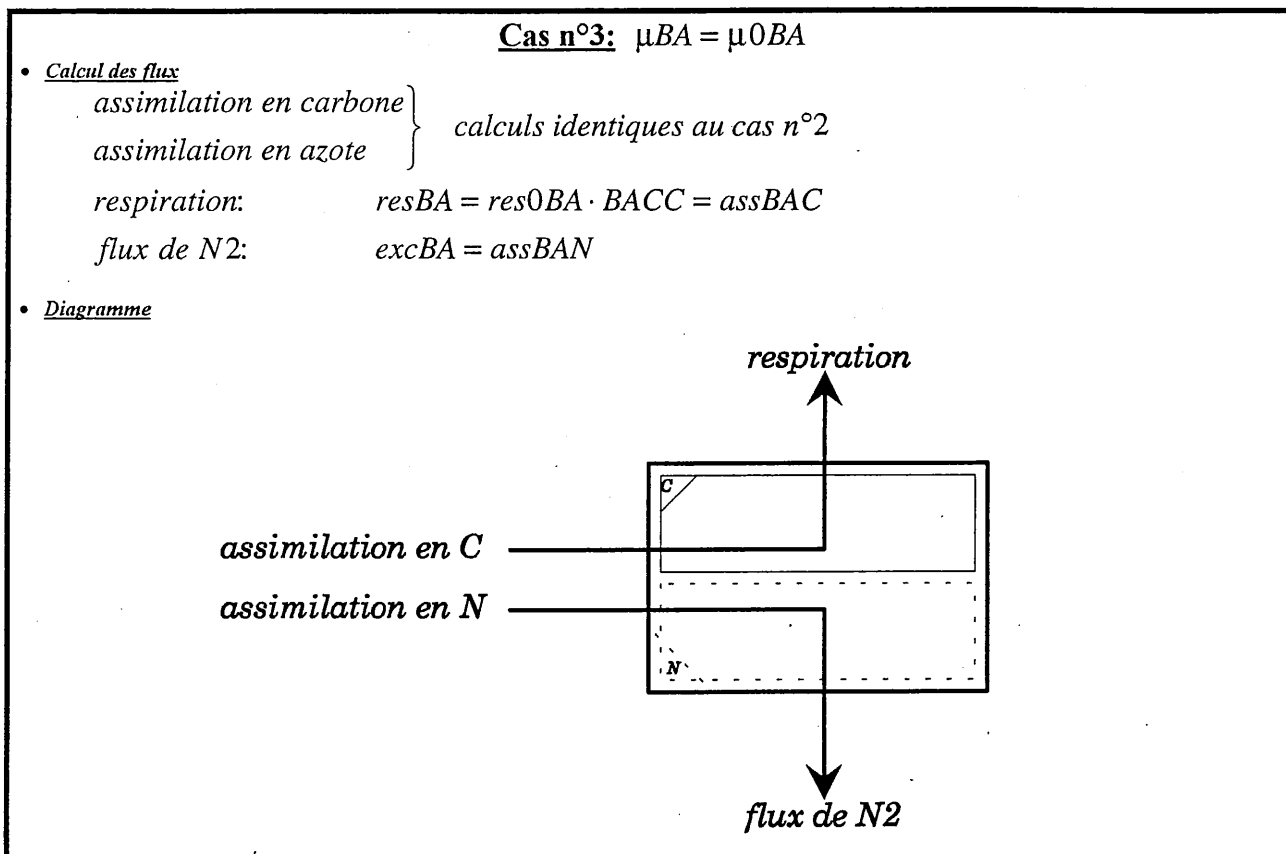 Cas n°3: µBA = µ0BA
• Calcul des flux
assimilation en carbone
assimilation en azote
calculs identiques au cas n°2
respiration: resBA = res0BA · BACC = assBAC
flux de N2: excBA = assBAN
• Diagramme
respiration
C
assimilation en C
assimilation en N
N
flux de N2